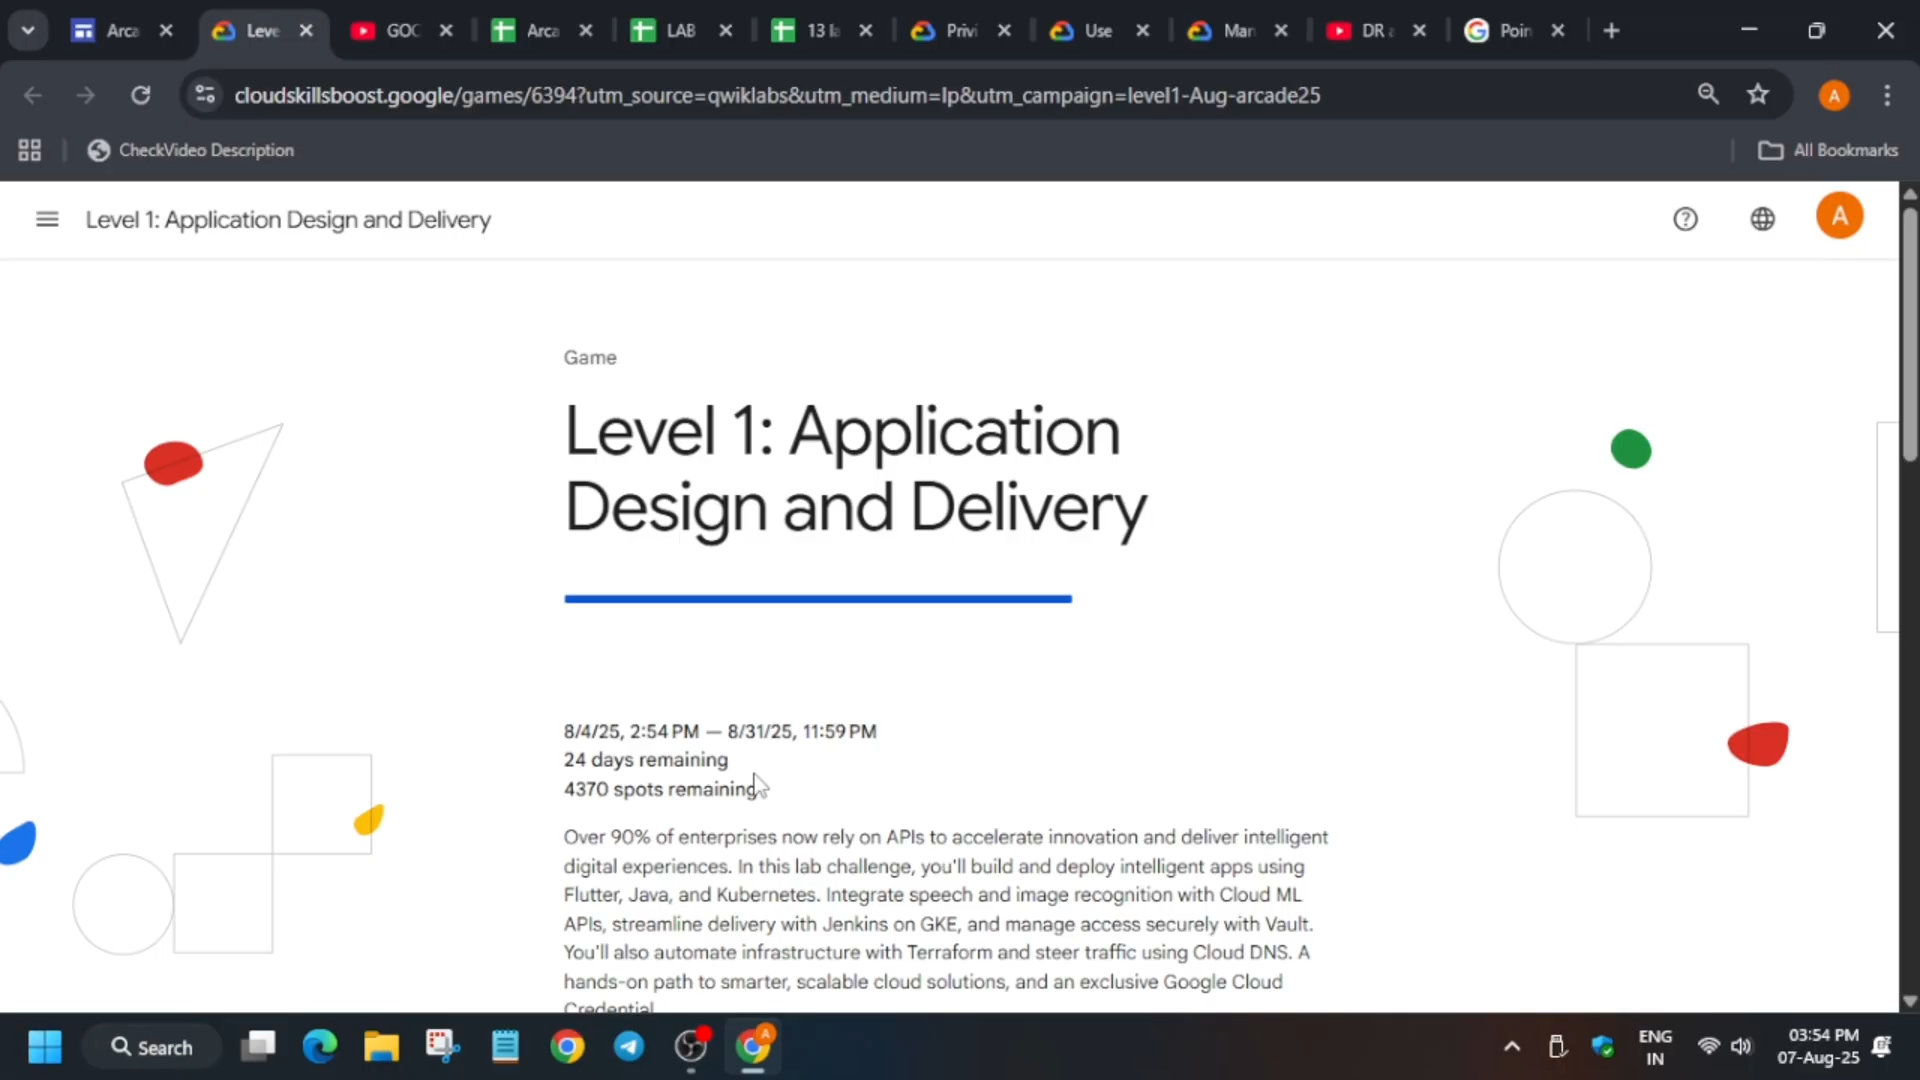 Arca
Leve
GOC
Arca
LAB
13 la
Privi
Use
Man
DR a
Poin
cloudskillsboost.google/games/6394?utm_source=qwiklabs&utm_medium=lp&utm_campaign=level1-Aug-arcade25
A
CheckVideo Description
All Bookmarks
Level 1: Application Design and Delivery
A
Game
Level 1: Application
Design and Delivery
8/4/25, 2:54 PM — 8/31/25, 11:59 PM
24 days remaining
4370 spots remaining
Over 90% of enterprises now rely on APIs to accelerate innovation and deliver intelligent
digital experiences. In this lab challenge, you'll build and deploy intelligent apps using
Flutter, Java, and Kubernetes. Integrate speech and image recognition with Cloud ML
APIs, streamline delivery with Jenkins on GKE, and manage access securely with Vault.
You'll also automate infrastructure with Terraform and steer traffic using Cloud DNS. A
hands-on path to smarter, scalable cloud solutions, and an exclusive Google Cloud
Credential.
Search
A
ENG
IN
03:54 PM
07-Aug-25